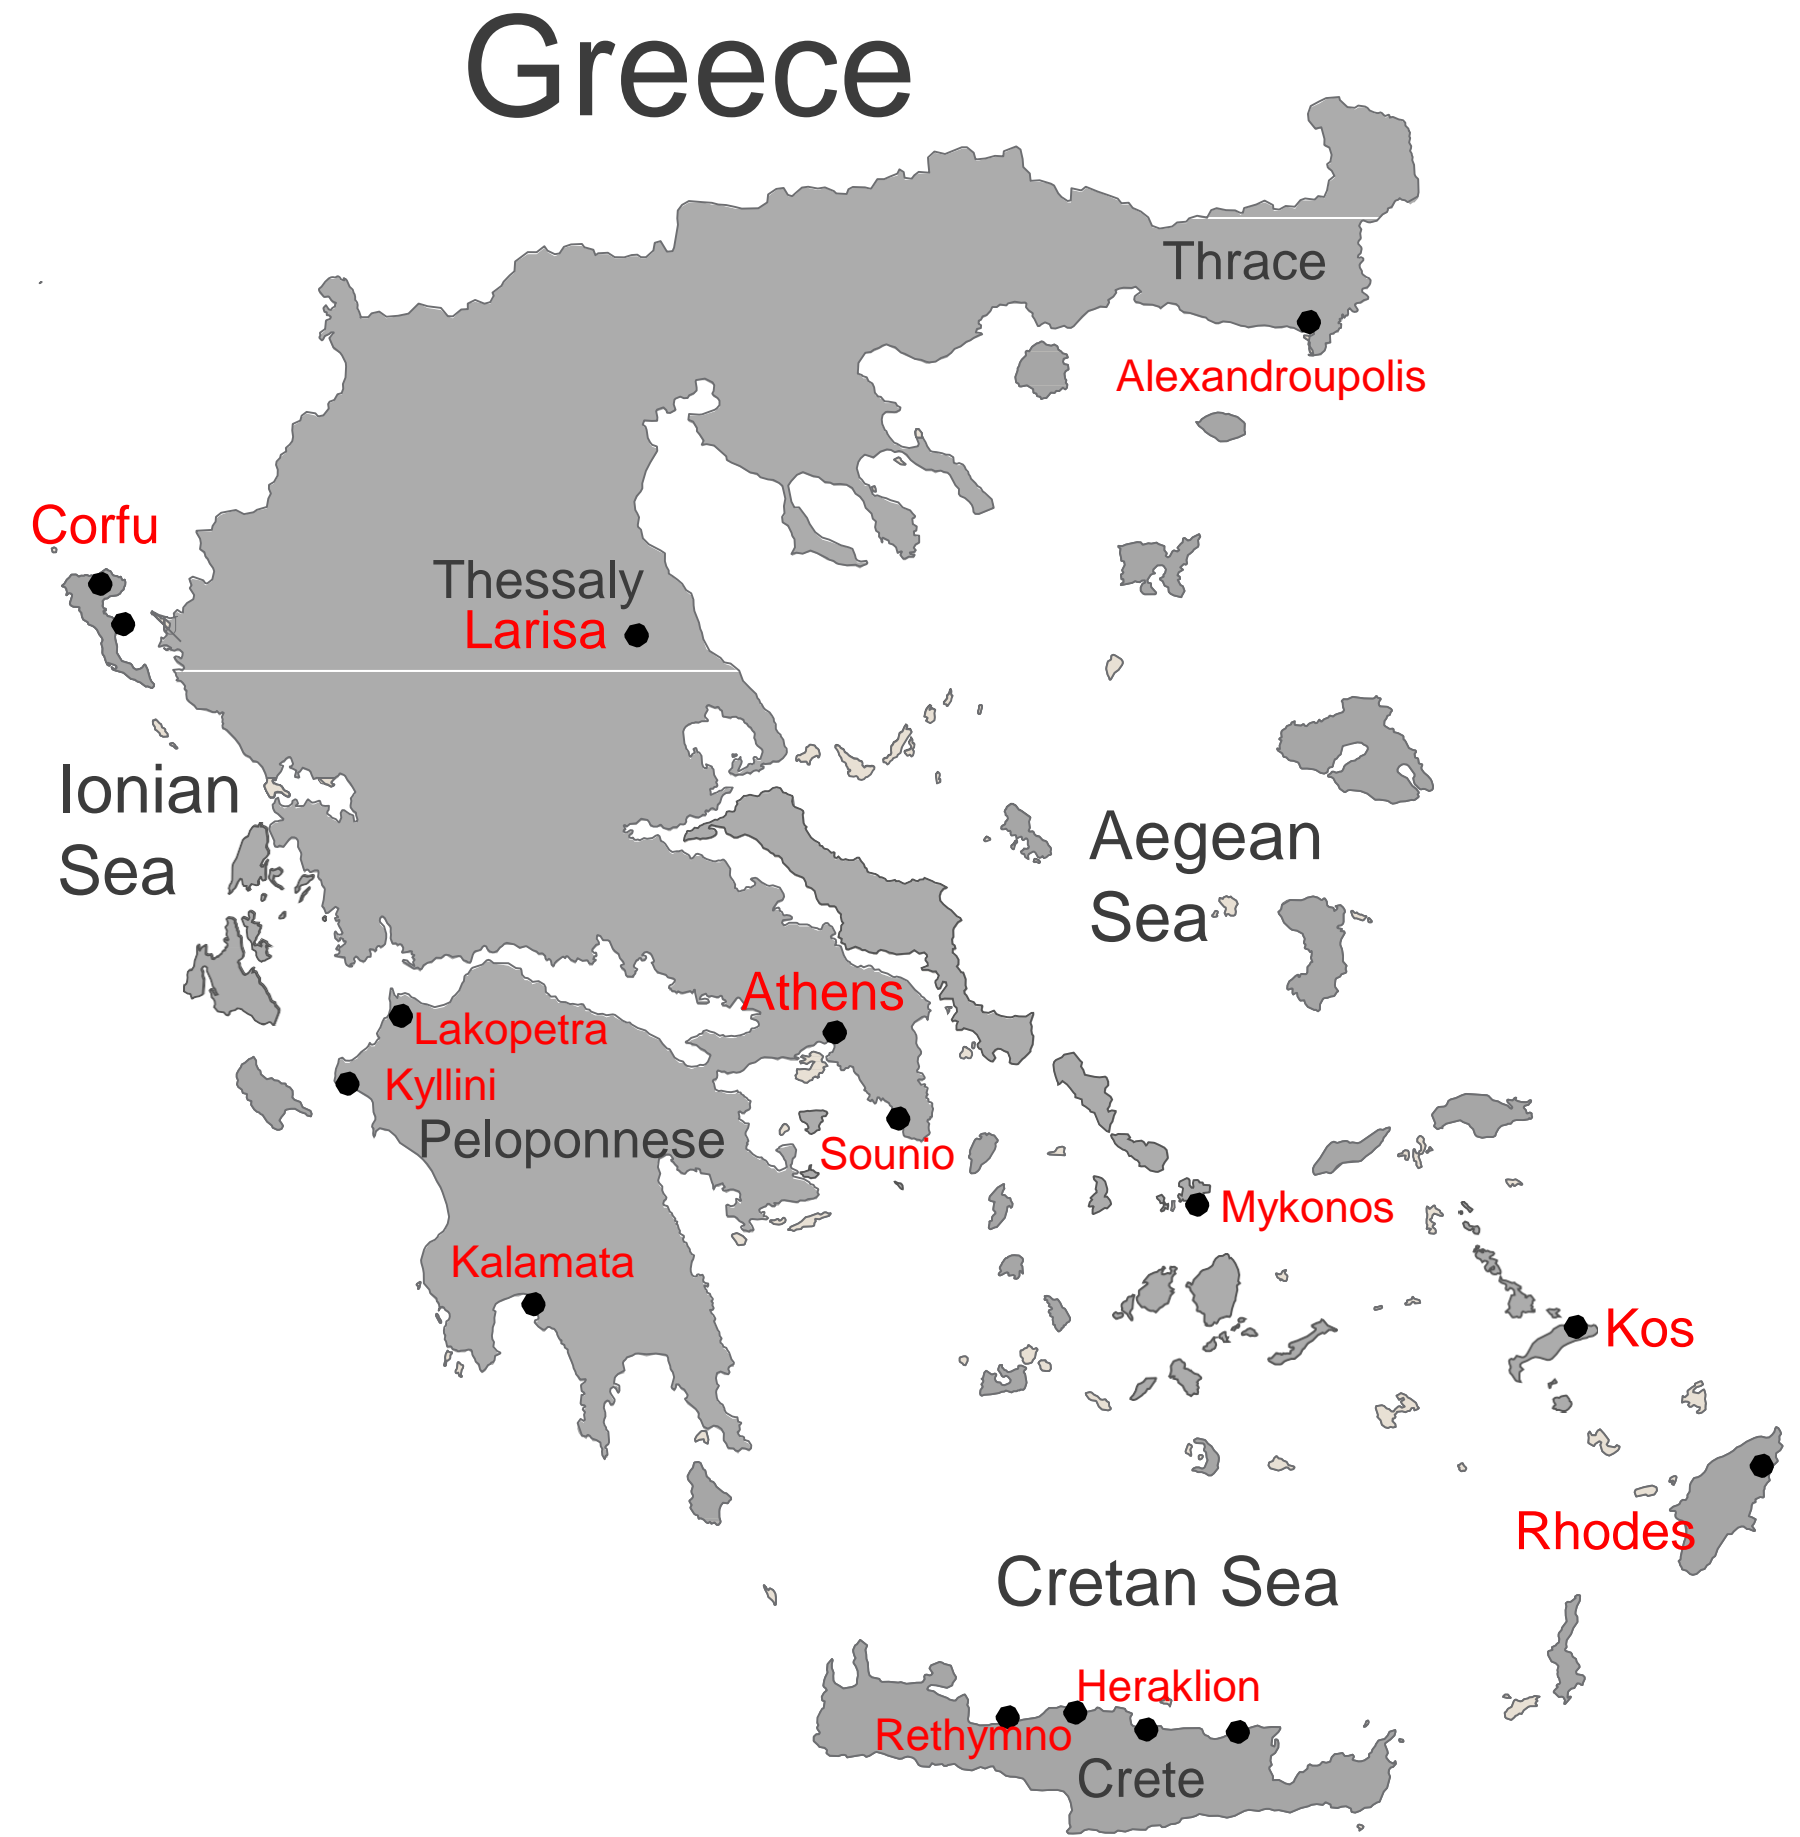 Greece
Thrace
Alexandroupolis
Corfu
Thessaly
Larisa
Ionian
Sea
Aegean
Sea
Athens
Lakopetra
Kyllini
Peloponnese
Sounio
Mykonos
Kalamata
Kos
Rhodes
Cretan Sea
Heraklion
Rethymno
Crete